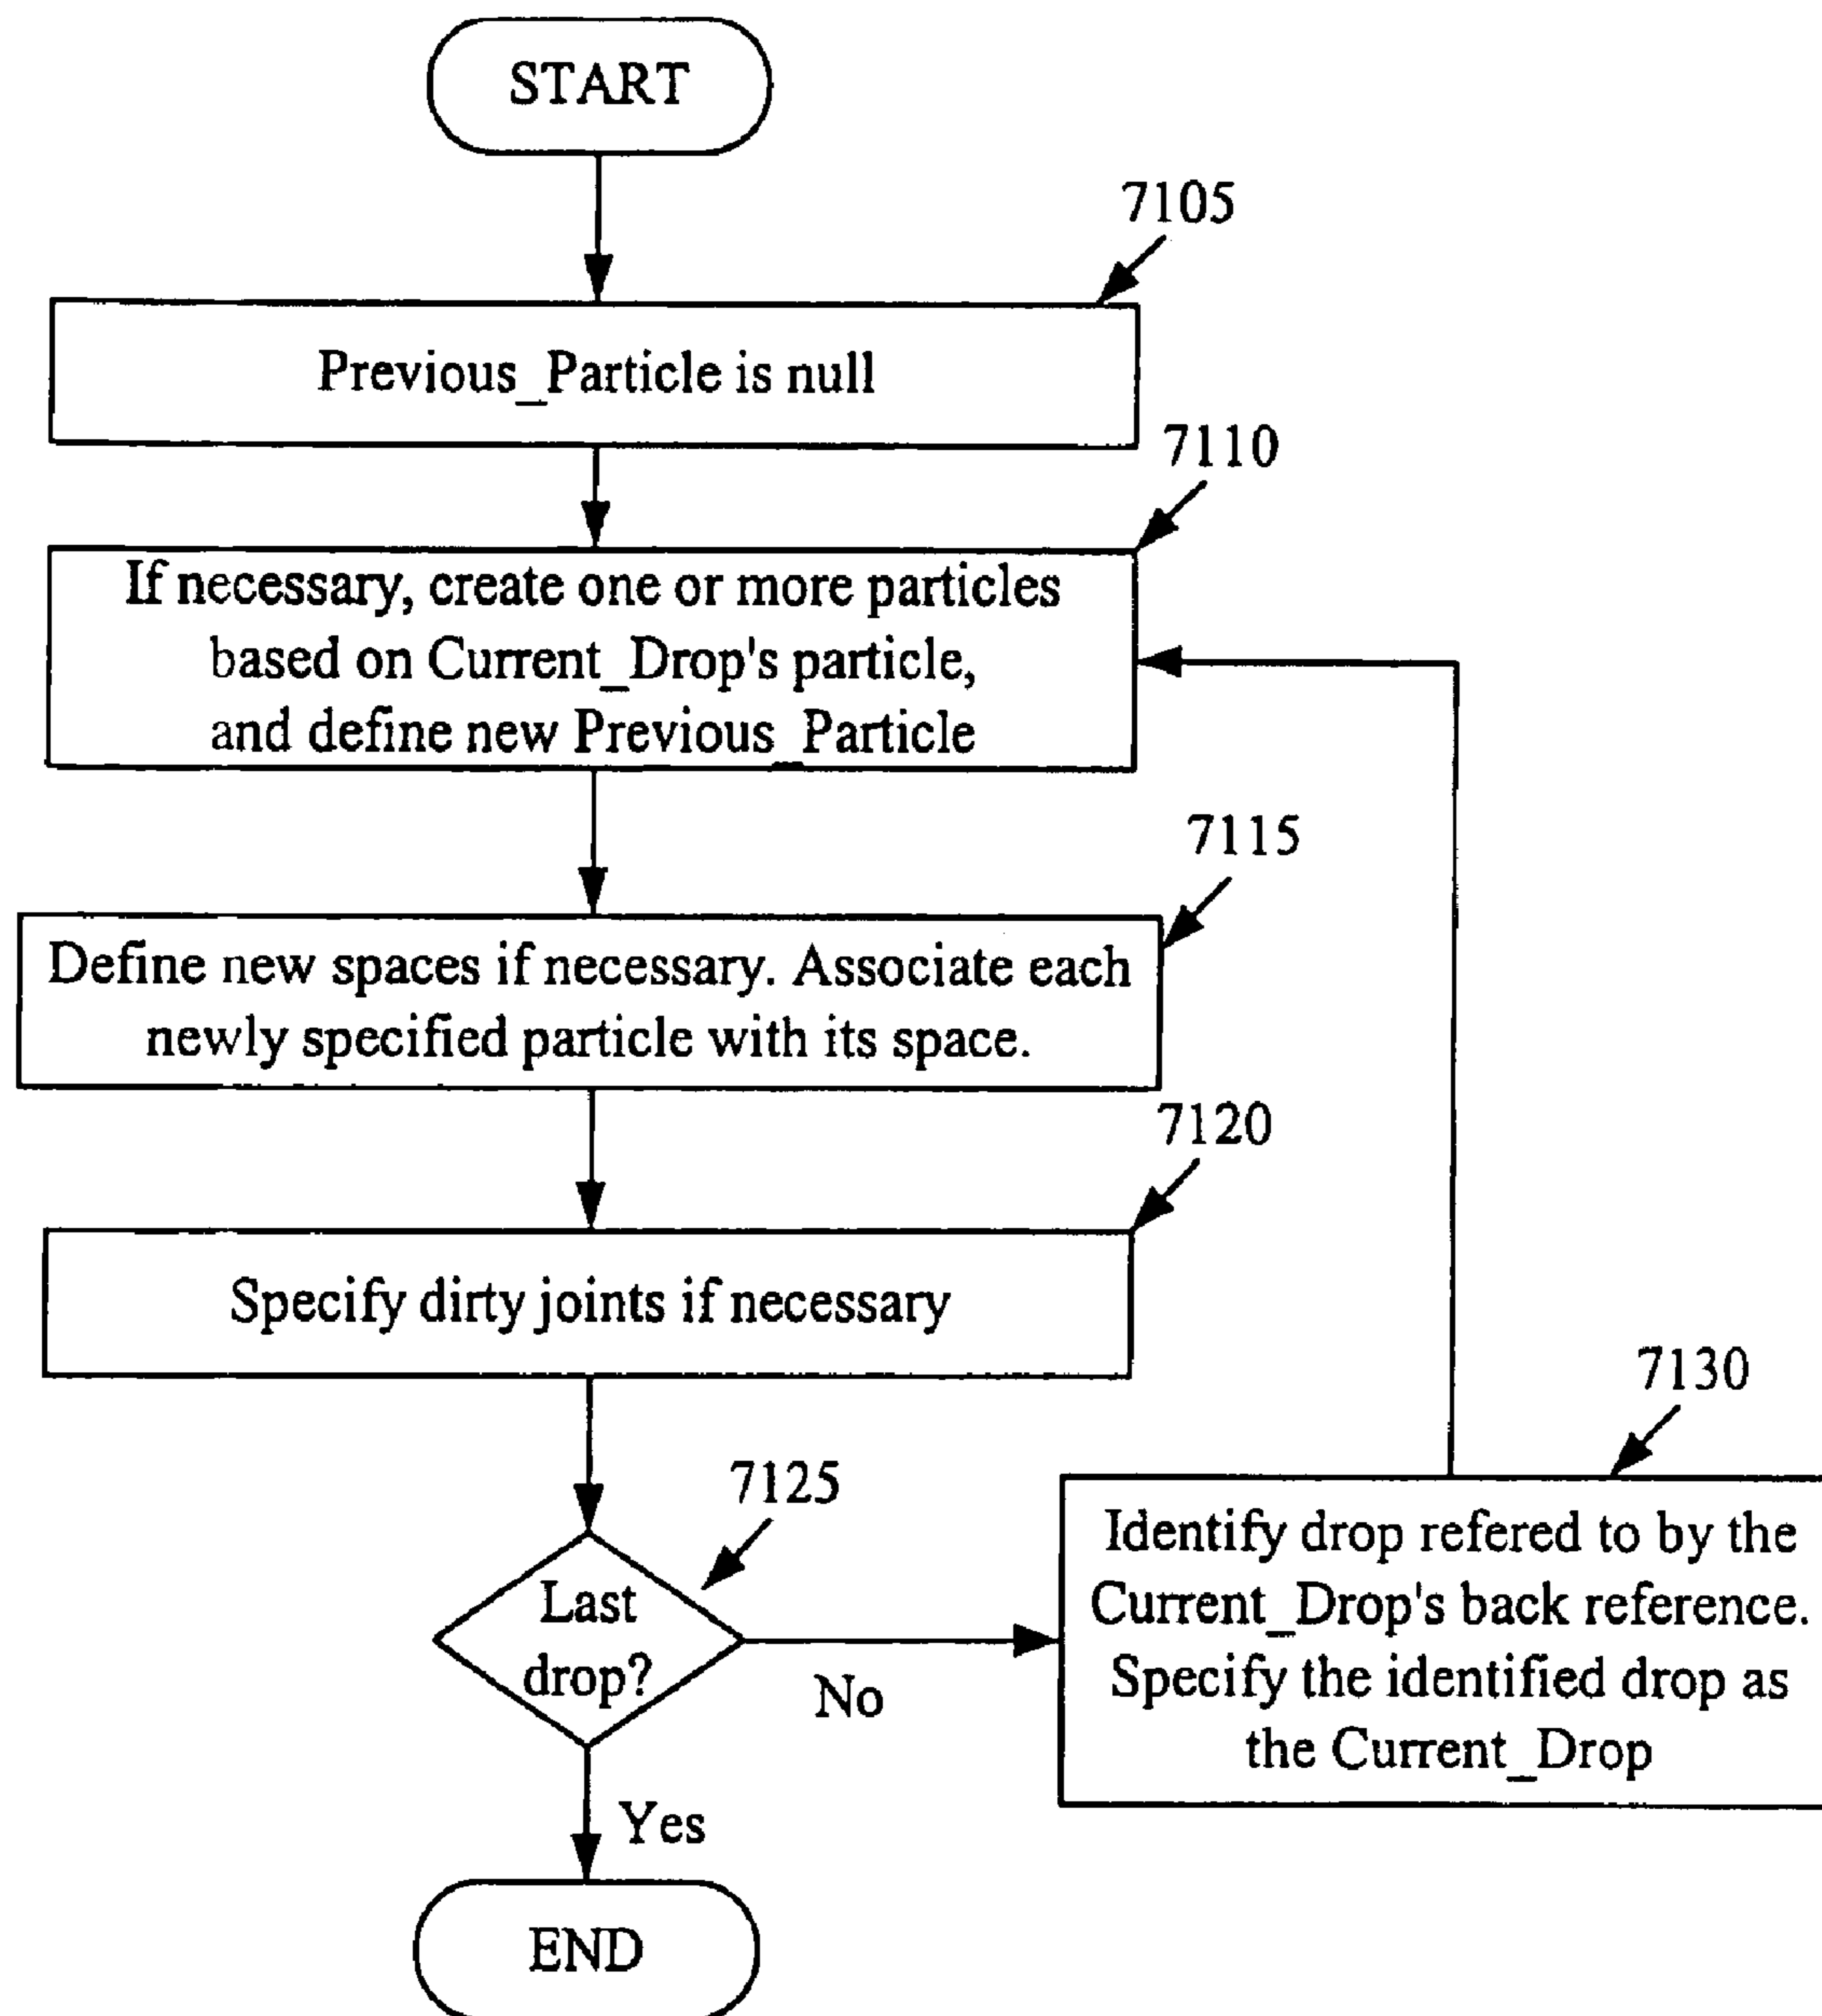 START
7105
Previous_Particle is null
7110
If necessary, create one or more particles
based on Current_Drop's particle,
and define new Previous_Particle
7115
Define new spaces if necessary. Associate each
newly specified particle with its space.
7120
Specify dirty joints if necessary
7125
Last
drop?
No
Yes
7130
Identify drop refered to by the
Current_Drop's back reference.
Specify the identified drop as
the Current_Drop
END